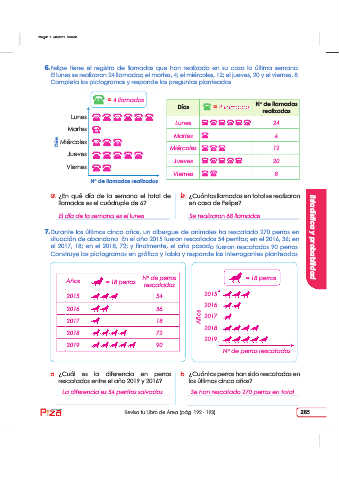 6. Felipe tiene el registro de llamadas que han realizado en su casa la última semana
El lunes se realizaron 24 llamadas; el martes, 4; el miércoles, 12; el jueves, 20 y el viernes, 8
Completa los pictogramas y responde las preguntas planteadas
= 4 llamadas
Días
Lunes
Martes
Miércoles
Jueves
Viernes
Nº de llamadas realizadas
Días = 4 llamadas Nº de llamadas realizadas
Lunes 24
Martes 4
Miércoles 12
Jueves 20
Viernes 8
a ¿En qué día de la semana el total de
llamadas es el cuádruple de 6?
El día de la semana es el lunes
b ¿Cuántas llamadas en total se realizaron
en casa de Felipe?
Se realizaron 68 llamadas
Estadística y probabilidad
7. Durante los últimos cinco años, un albergue de animales ha rescatado 270 perros en
situación de abandono. En el año 2015 fueron rescatados 54 perritos; en el 2016, 36; en
el 2017, 18; en el 2018, 72; y finalmente, el año pasado fueron rescatados 90 perros
Construye los pictogramas en gráfico y tabla y responde las interrogantes planteadas
Años = 18 perros Nº de perros rescatados
2015 54
2016 36
2017 18
2018 72
2019 90
= 18 perros
Años
2015
2016
2017
2018
2019
Nº de perros rescatados
a ¿Cuál es la diferencia en perros
rescatados entre el año 2019 y 2016?
La diferencia es 54 perritos salvados
b ¿Cuántos perros han sido rescatados en
los últimos cinco años?
Se han rescatado 270 perros en total
Revisa tu Libro de Área (pág. 192 - 193)
285